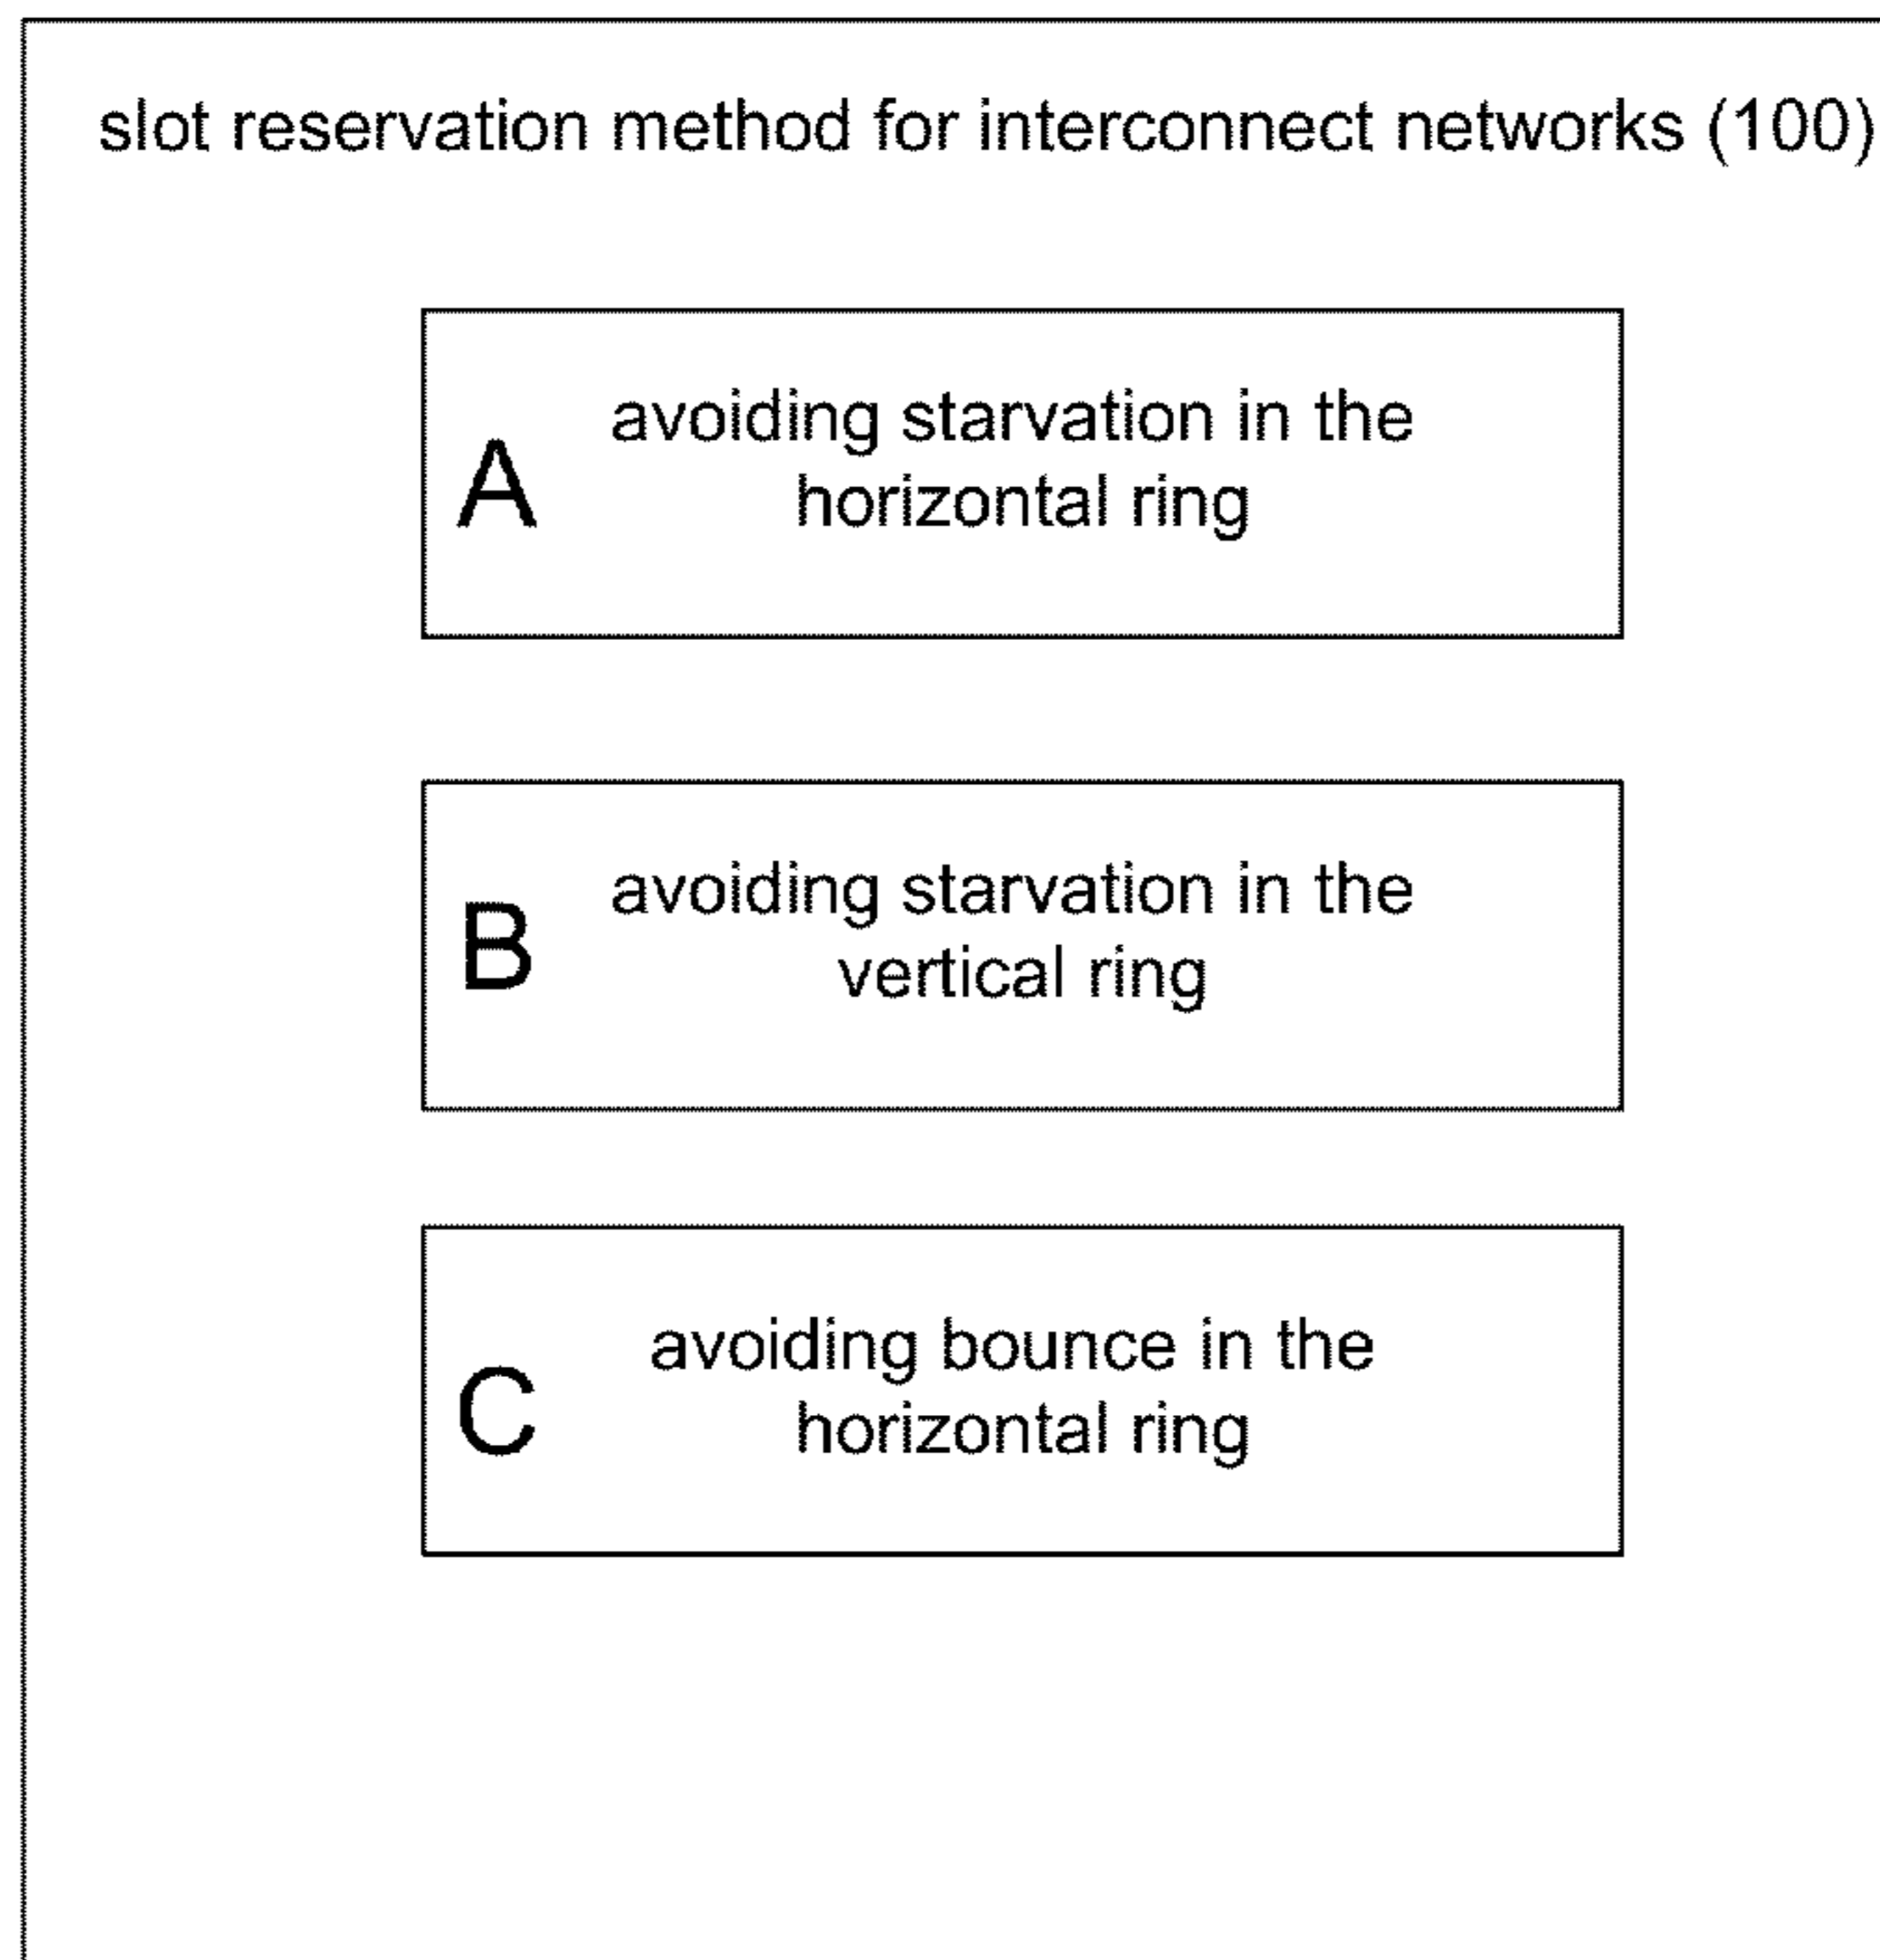 slot reservation method for interconnect networks (100)
A
avoiding starvation in the
horizontal ring
B
avoiding starvation in the
vertical ring
C
avoiding bounce in the
horizontal ring